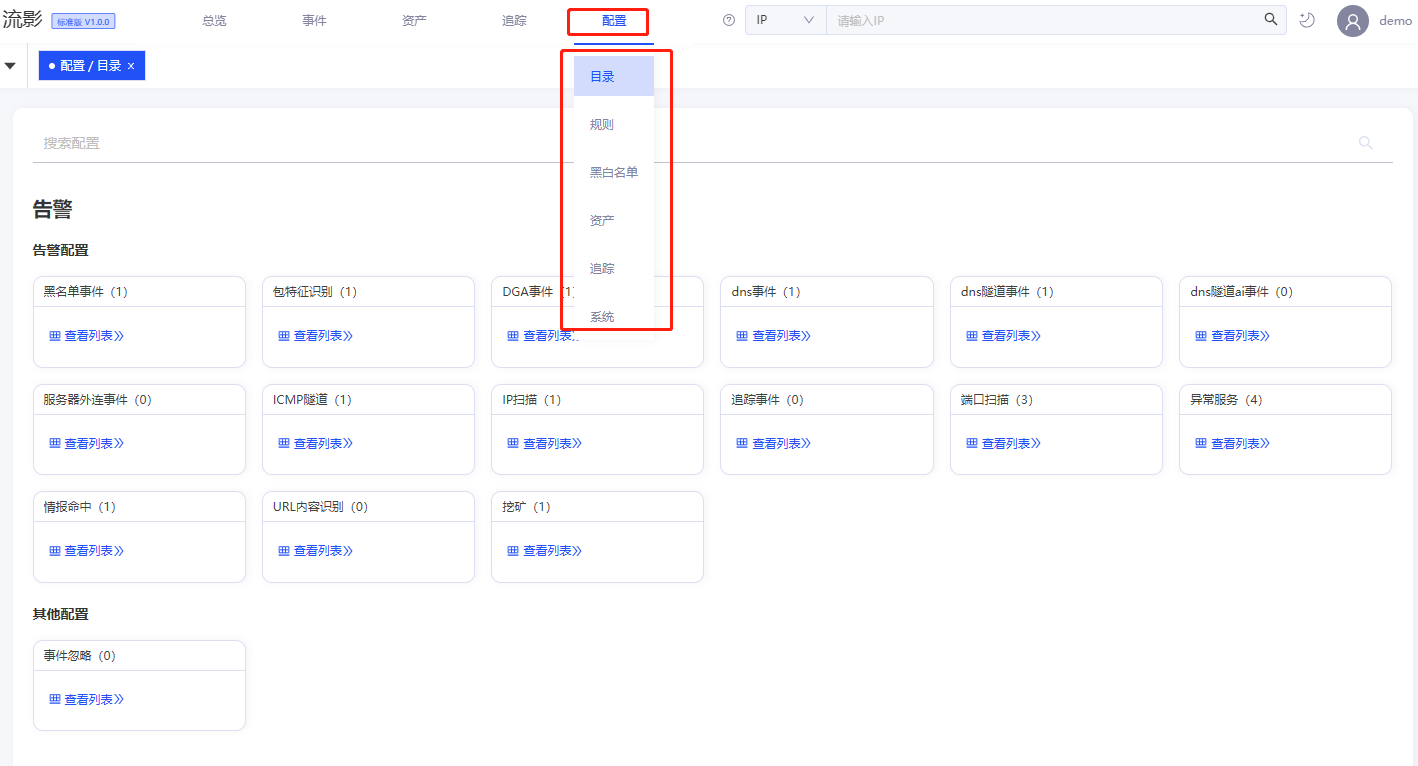 流影 标准版 V1.0.0 总览 事件 资产 追踪 配置 IP 请输入IP demo
配置 / 目录 ×
目录
规则
黑白名单
资产
追踪
系统
搜索配置
告警
告警配置
黑名单事件（1） 包特征识别（1） DGA事件（1） dns事件（1） dns隧道事件（1） dns隧道ai事件（0）
查看列表 查看列表 查看列表 查看列表 查看列表 查看列表
服务器外连事件（0） ICMP隧道（1） IP扫描（1） 追踪事件（0） 端口扫描（3） 异常服务（4）
查看列表 查看列表 查看列表 查看列表 查看列表 查看列表
情报命中（1） URL内容识别（0） 挖矿（1）
查看列表 查看列表 查看列表
其他配置
事件忽略（0）
查看列表